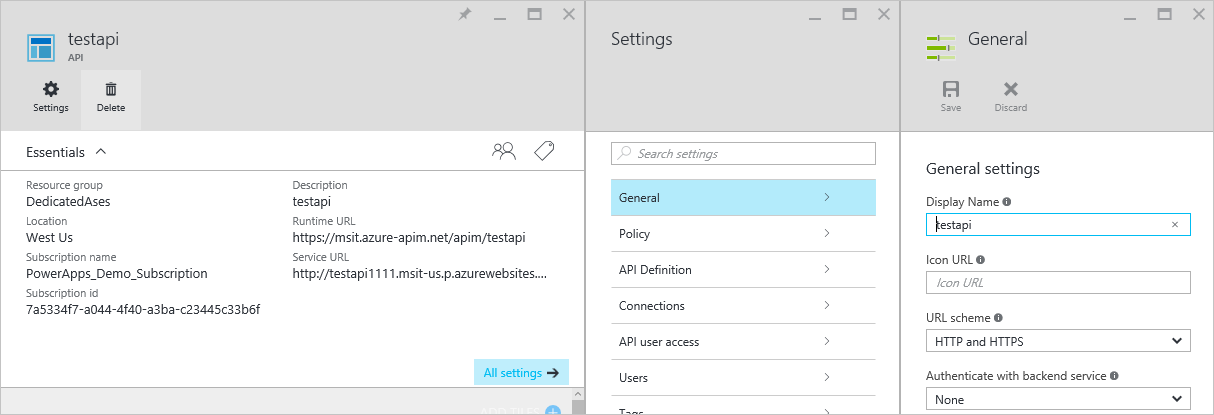 testapi
API
Settings
Delete
Essentials
Resource group
DedicatedAses
Location
West Us
Subscription name
PowerApps_Demo_Subscription
Subscription id
7a5334f7-a044-4f40-a3ba-c23445c33b6f
Description
testapi
Runtime URL
https://msit.azure-apim.net/apim/testapi
Service URL
http://testapi1111.msit-us.p.azurewebsites....
All settings
ADD TILES
Settings
Search settings
General
Policy
API Definition
Connections
API user access
Users
Tags
General
Save
Discard
General settings
Display Name
testapi
Icon URL
Icon URL
URL scheme
HTTP and HTTPS
Authenticate with backend service
None